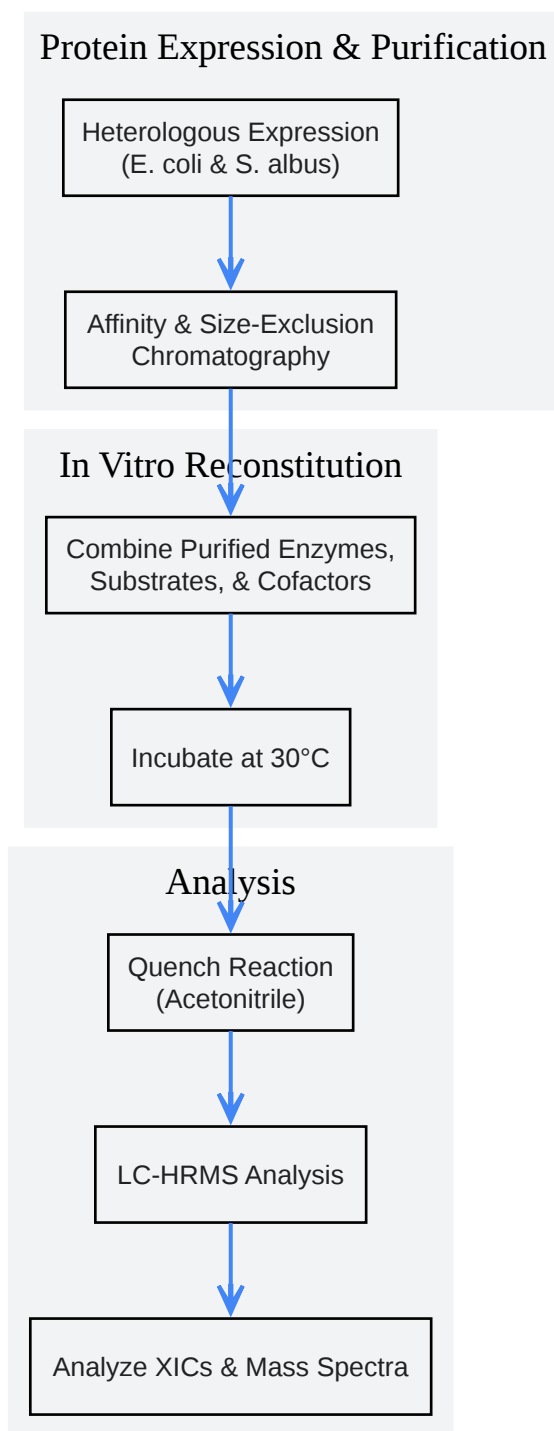 Protein Expression & Purification
Heterologous Expression
(E. coli & S. albus)
Affinity & Size-Exclusion
Chromatography
In Vitro Reconstitution
Combine Purified Enzymes,
Substrates, & Cofactors
Incubate at 30°C
Analysis
Quench Reaction
(Acetonitrile)
LC-HRMS Analysis
Analyze XICs & Mass Spectra